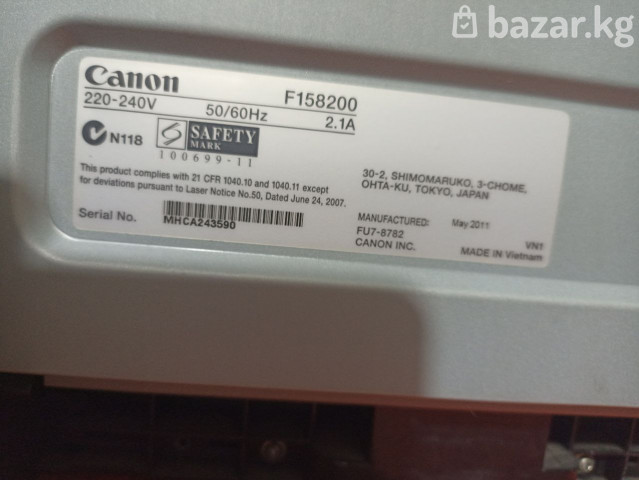 bazar.kg
Canon F158200
220-240V 50/60Hz 2.1A
N118 SAFETY MARK
100699-11
This product complies with 21 CFR 1040.10 and 1040.11 except
for deviations pursuant to Laser Notice No.50, Dated June 24, 2007.
Serial No. MHCA243590
30-2, SHIMOMARUKO, 3-CHOME,
OHTA-KU, TOKYO, JAPAN
MANUFACTURED: May 2011
FU7-8782 VN1
CANON INC. MADE IN Vietnam